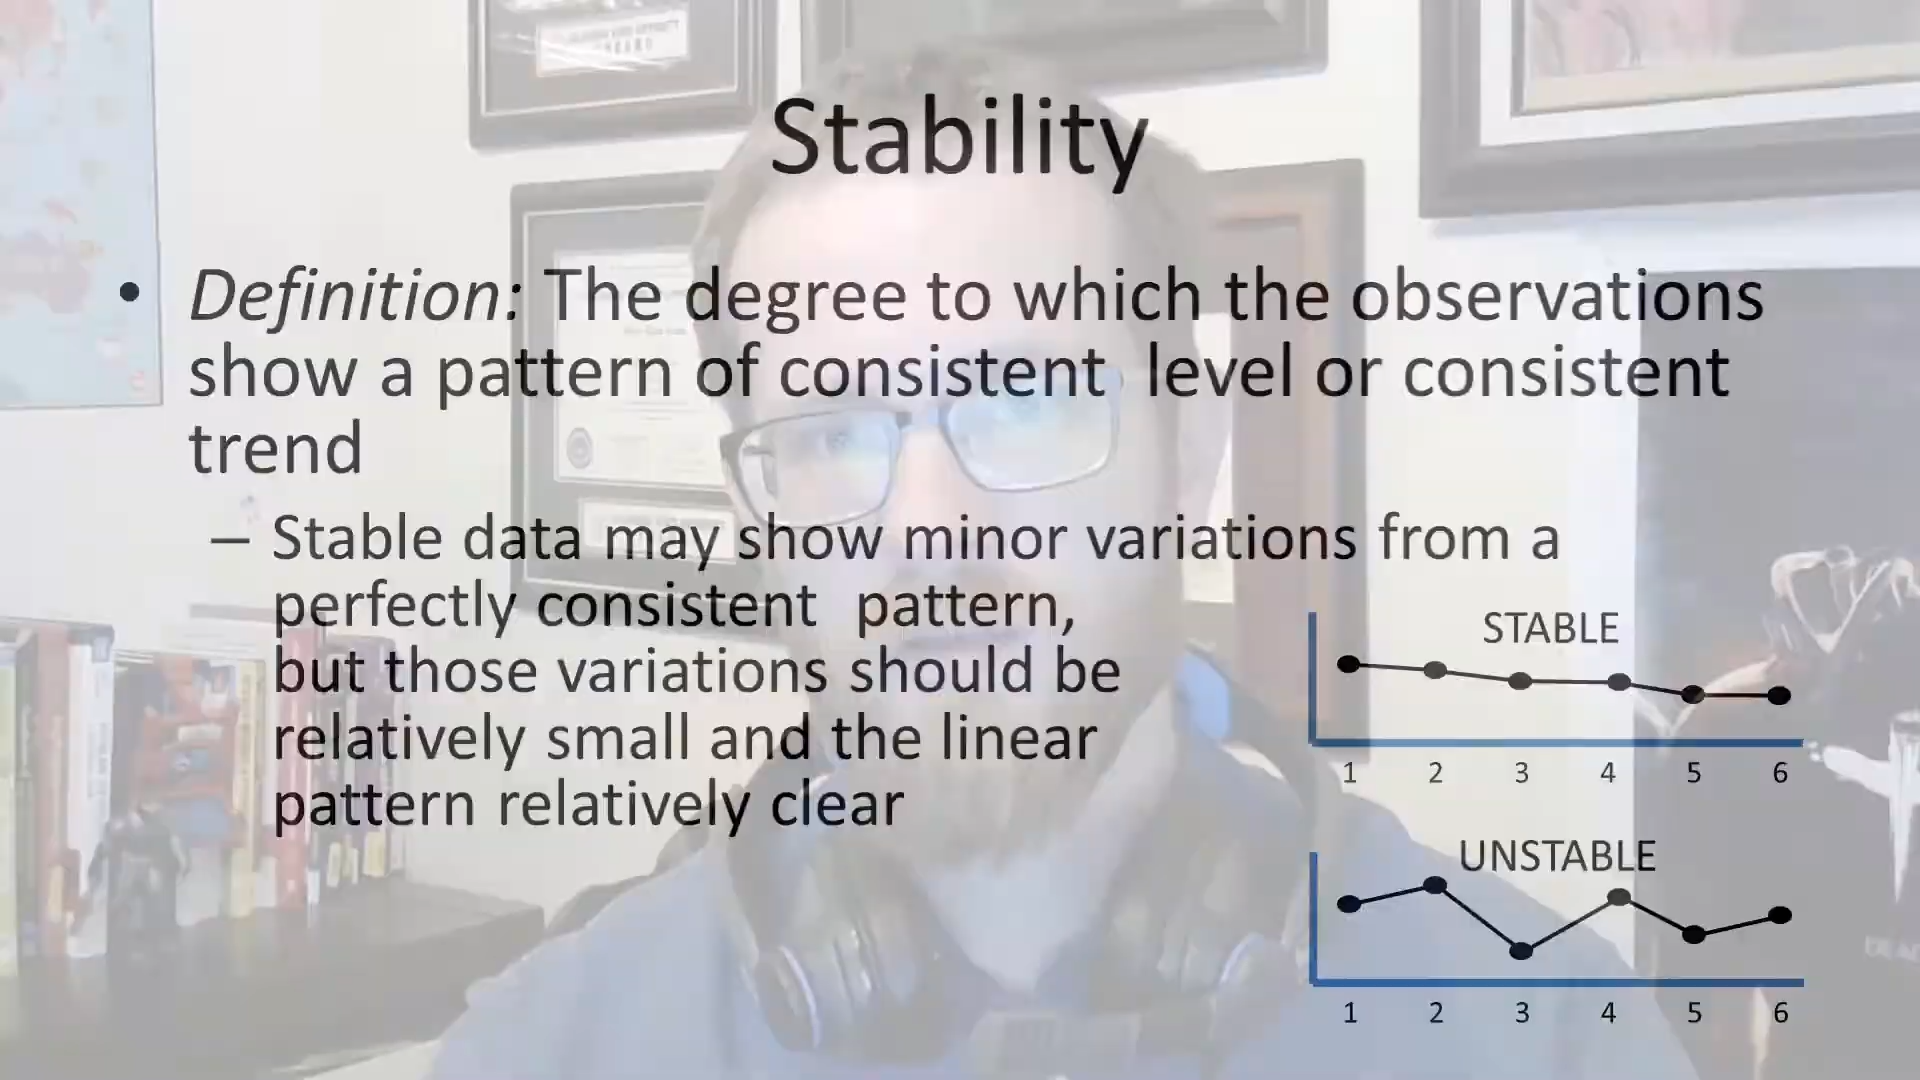 Stability
• Definition: The degree to which the observations
show a pattern of consistent level or consistent
trend
– Stable data may show minor variations from a
perfectly consistent pattern,
but those variations should be
relatively small and the linear
pattern relatively clear
STABLE
1 2 3 4 5 6
UNSTABLE
1 2 3 4 5 6